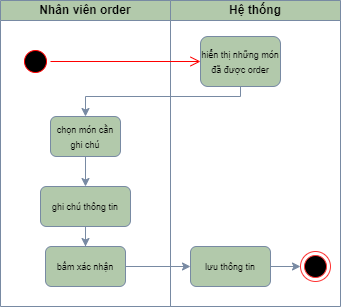 Nhân viên order
Hệ thống
hiển thị những món
đã được order
chọn món cần
ghi chú
ghi chú thông tin
bấm xác nhận
lưu thông tin